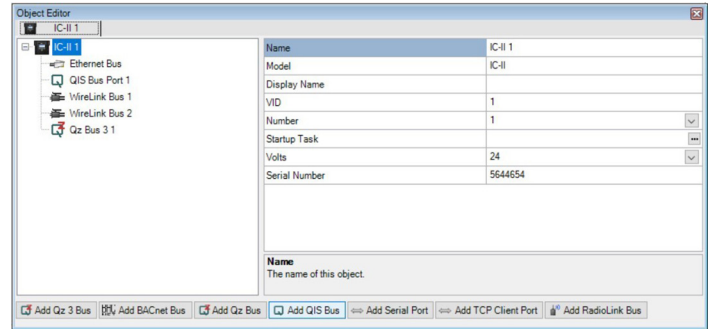 Object Editor
IC-II 1
IC-II 1
Ethernet Bus
QIS Bus Port 1
WireLink Bus 1
WireLink Bus 2
Qz Bus 3 1
Name IC-II 1
Model IC-II
Display Name
VID 1
Number 1
Startup Task
Volts 24
Serial Number 5644654
Name
The name of this object.
Add Qz 3 Bus Add BACnet Bus Add Qz Bus Add QIS Bus Add Serial Port Add TCP Client Port Add RadioLink Bus